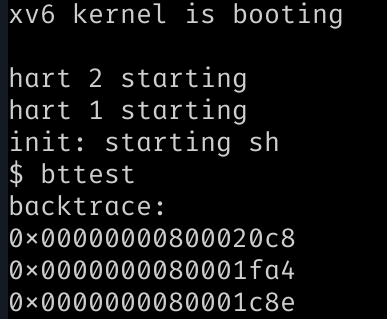 xv6 kernel is booting
hart 2 starting
hart 1 starting
init: starting sh
$ bttest
backtrace:
0x00000000800020c8
0x0000000080001fa4
0x0000000080001c8e